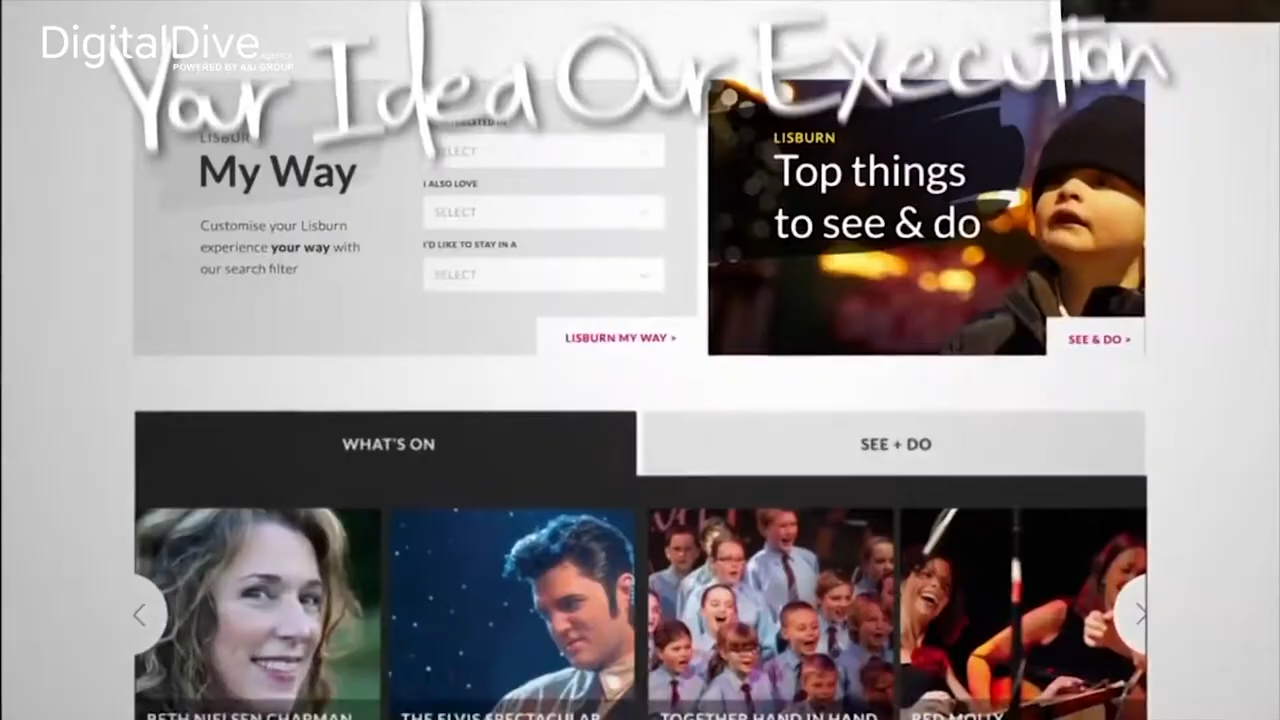 DigitalDive
agency
POWERED BY A&I GROUP
Your Idea Our Execution
LISBURN
My Way
Customise your Lisburn
experience your way with
our search filter
SELECT
I ALSO LOVE
SELECT
I'D LIKE TO STAY IN A
SELECT
LISBURN MY WAY >
LISBURN
Top things
to see & do
SEE & DO >
WHAT'S ON
SEE + DO
BETH NIELSEN CHAPMAN
THE ELVIS SPECTACULAR
TOGETHER HAND IN HAND
RED MOLLY